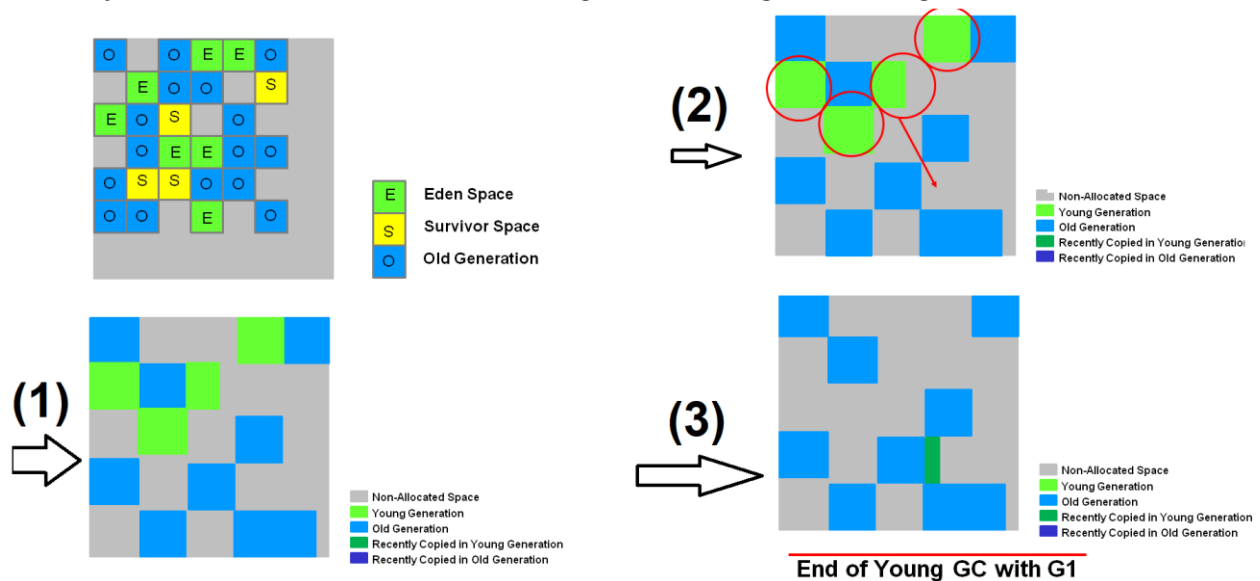 O O E E O
E O O S
E O S O
O E E O O
O S S O O
O O E O
E Eden Space
S Survivor Space
O Old Generation
(2)
Non-Allocated Space
Young Generation
Old Generation
Recently Copied in Young Generation
Recently Copied in Old Generation
(1)
Non-Allocated Space
Young Generation
Old Generation
Recently Copied in Young Generation
Recently Copied in Old Generation
(3)
Non-Allocated Space
Young Generation
Old Generation
Recently Copied in Young Generation
Recently Copied in Old Generation
End of Young GC with G1